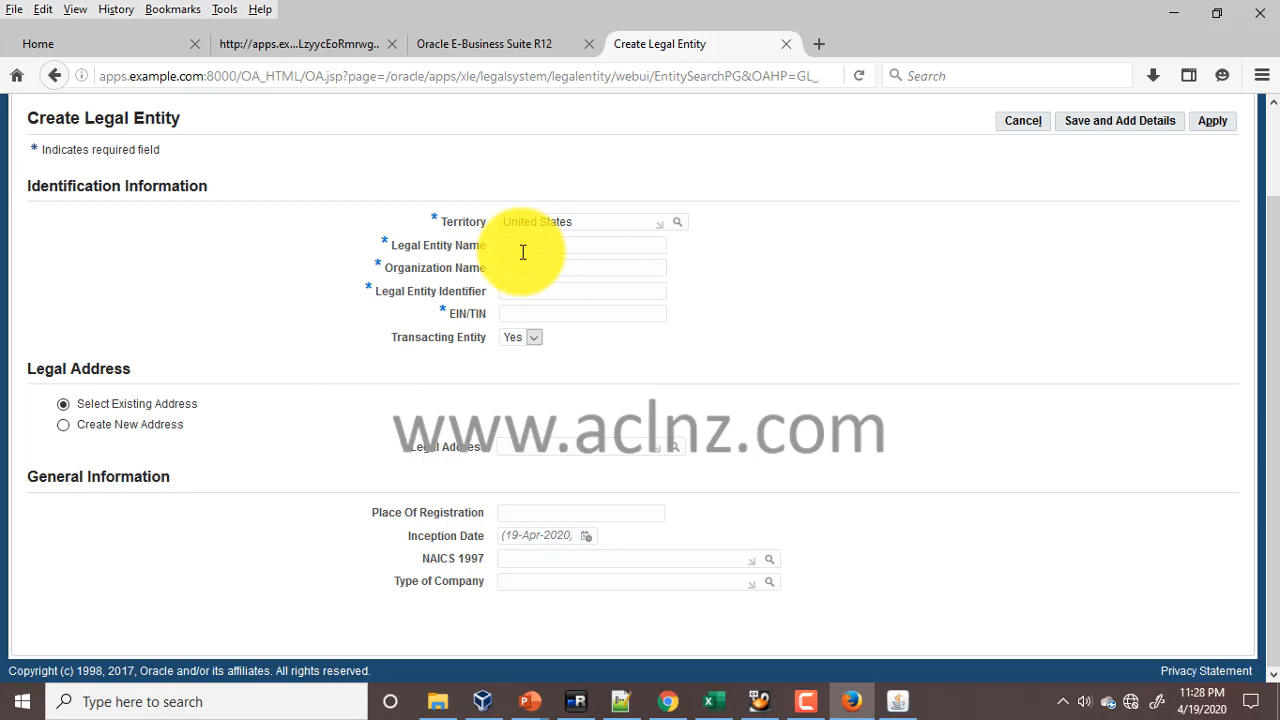 File Edit View History Bookmarks Tools Help
Home http://apps.ex...LzyycEoRmrwg.. Oracle E-Business Suite R12 Create Legal Entity
apps.example.com:8000/OA_HTML/OA.jsp?page=/oracle/apps/xle/legalsystem/legalentity/webui/EntitySearchPG&OAHP=GL_ Search
Create Legal Entity Cancel Save and Add Details Apply
* Indicates required field
Identification Information
* Territory United States
* Legal Entity Name
* Organization Name
* Legal Entity Identifier
* EIN/TIN
Transacting Entity Yes
Legal Address
Select Existing Address
Create New Address
www.aclnz.com
Legal Address
General Information
Place Of Registration
Inception Date (19-Apr-2020,
NAICS 1997
Type of Company
Copyright (c) 1998, 2017, Oracle and/or its affiliates. All rights reserved. Privacy Statement
Type here to search
11:28 PM
4/19/2020